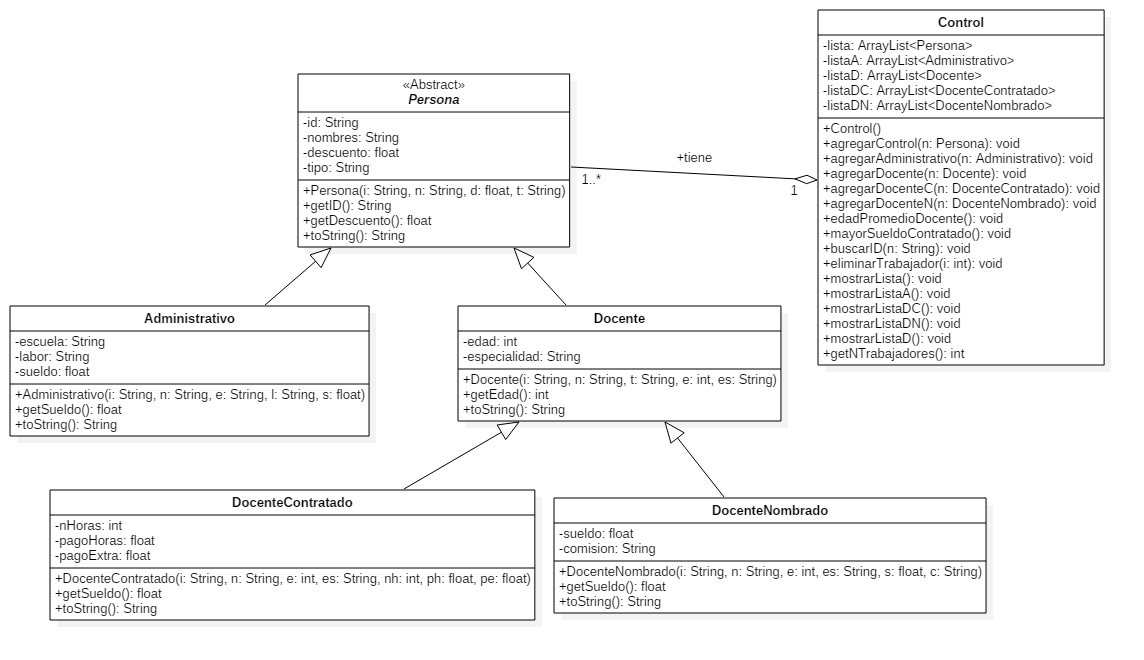 Control
-lista: ArrayList<Persona>
-listaA: ArrayList<Administrativo>
-listaD: ArrayList<Docente>
-listaDC: ArrayList<DocenteContratado>
-listaDN: ArrayList<DocenteNombrado>
+Control()
+agregarControl(n: Persona): void
+agregarAdministrativo(n: Administrativo): void
+agregarDocente(n: Docente): void
+agregarDocenteC(n: DocenteContratado): void
+agregarDocenteN(n: DocenteNombrado): void
+edadPromedioDocente(): void
+mayorSueldoContratado(): void
+buscarID(n: String): void
+eliminarTrabajador(i: int): void
+mostrarLista(): void
+mostrarListaA(): void
+mostrarListaDC(): void
+mostrarListaDN(): void
+mostrarListaD(): void
+getNTrabajadores(): int
«Abstract»
Persona
-id: String
-nombres: String
-descuento: float
-tipo: String
+Persona(i: String, n: String, d: float, t: String)
+getID(): String
+getDescuento(): float
+toString(): String
+tiene
1..*
1
Administrativo
-escuela: String
-labor: String
-sueldo: float
+Administrativo(i: String, n: String, e: String, l: String, s: float)
+getSueldo(): float
+toString(): String
Docente
-edad: int
-especialidad: String
+Docente(i: String, n: String, t: String, e: int, es: String)
+getEdad(): int
+toString(): String
DocenteContratado
-nHoras: int
-pagoHoras: float
-pagoExtra: float
+DocenteContratado(i: String, n: String, e: int, es: String, nh: int, ph: float, pe: float)
+getSueldo(): float
+toString(): String
DocenteNombrado
-sueldo: float
-comision: String
+DocenteNombrado(i: String, n: String, e: int, es: String, s: float, c: String)
+getSueldo(): float
+toString(): String